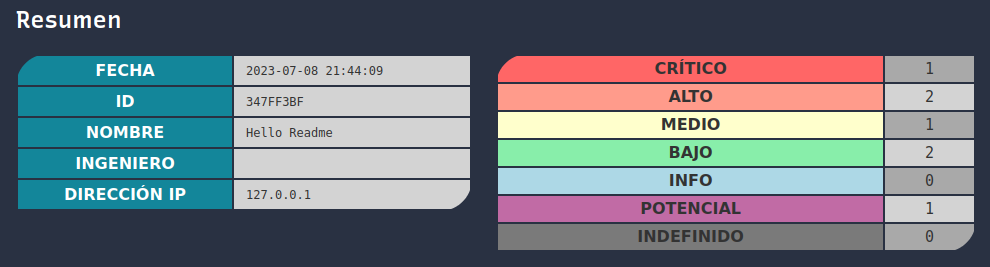 Resumen
FECHA 2023-07-08 21:44:09
ID 347FF3BF
NOMBRE Hello Readme
INGENIERO
DIRECCIÓN IP 127.0.0.1
CRÍTICO 1
ALTO 2
MEDIO 1
BAJO 2
INFO 0
POTENCIAL 1
INDEFINIDO 0